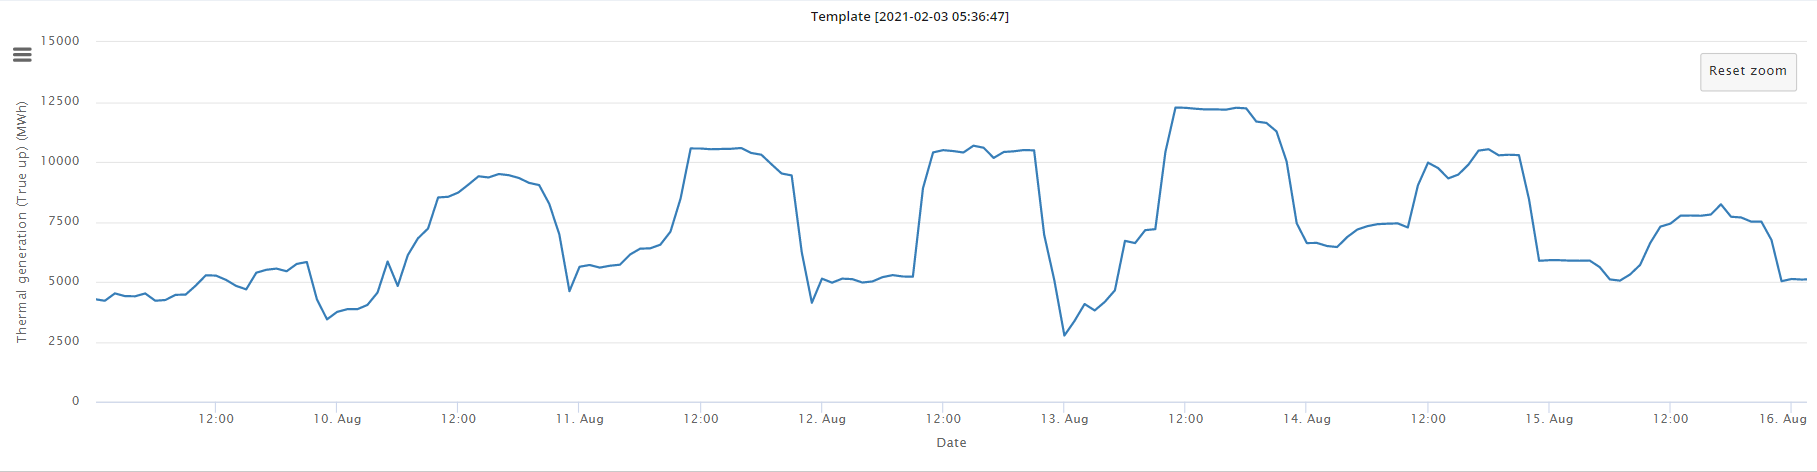 Template [2021-02-03 05:36:47]
15000
Reset zoom
12500
10000
7500
5000
2500
0
Thermal generation (True up) (MWh)
12:00 10. Aug 12:00 11. Aug 12:00 12. Aug 12:00 13. Aug 12:00 14. Aug 12:00 15. Aug 12:00 16. Aug
Date